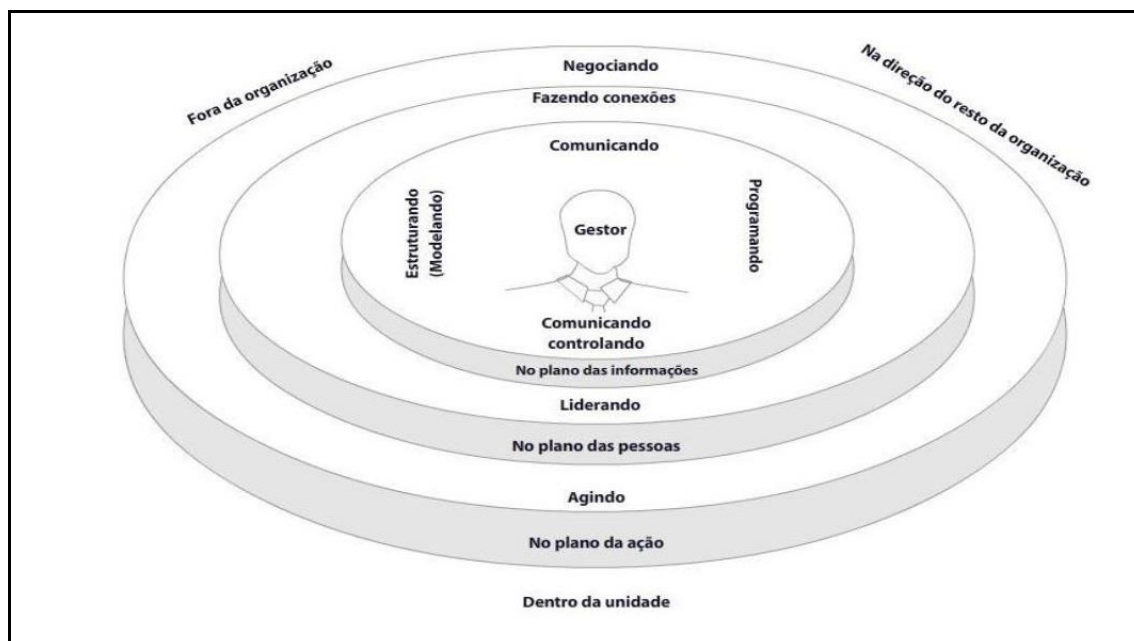 Fora da organização
Na direção do resto da organização
Negociando
Fazendo conexões
Comunicando
Estruturando
(Modelando)
Gestor
Programando
Comunicando
controlando
No plano das informações
Liderando
No plano das pessoas
Agindo
No plano da ação
Dentro da unidade